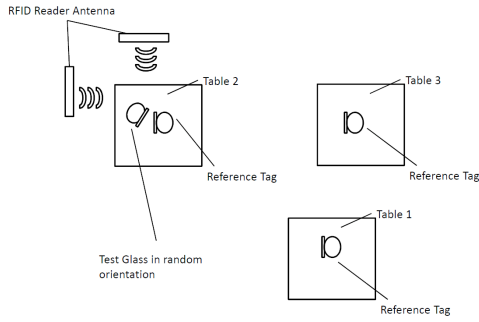 RFID Reader Antenna
Table 2
Table 3
Reference Tag
Reference Tag
Table 1
Test Glass in random
orientation
Reference Tag